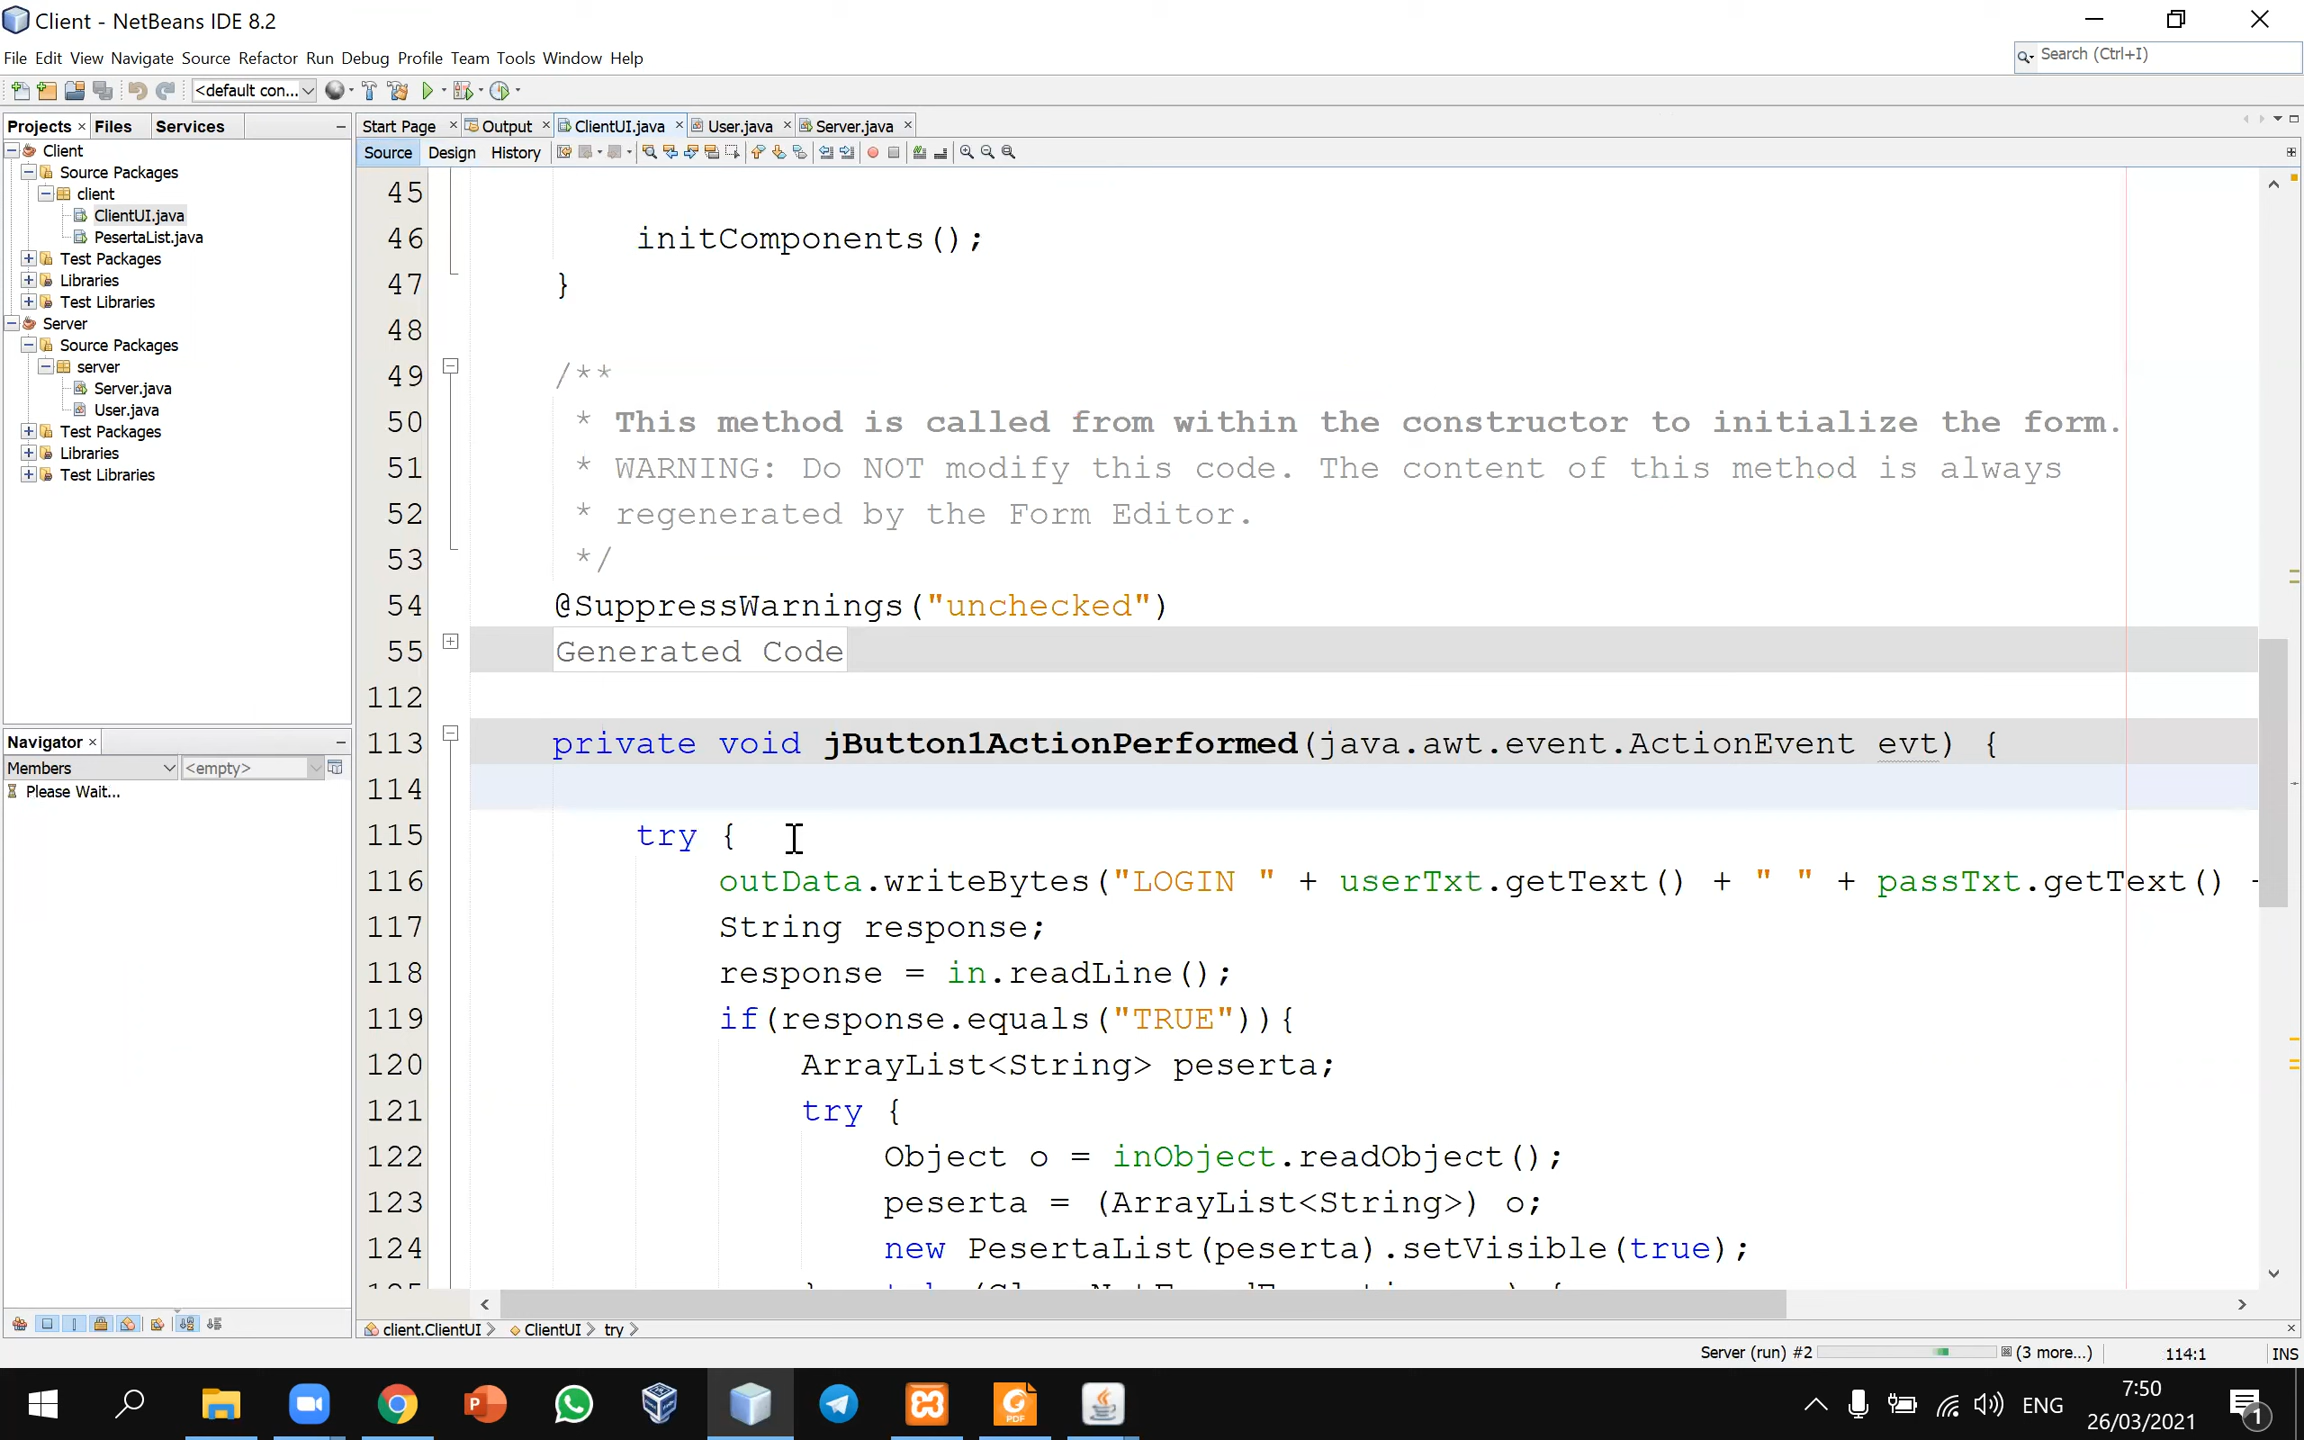 Client - NetBeans IDE 8.2
File Edit View Navigate Source Refactor Run Debug Profile Team Tools Window Help
Search (Ctrl+I)
<default con...
Projects Files Services
Start Page Output ClientUI.java User.java Server.java
Source Design History
Client
Source Packages
client
ClientUI.java
PesertaList.java
Test Packages
Libraries
Test Libraries
Server
Source Packages
server
Server.java
User.java
Test Packages
Libraries
Test Libraries
Navigator
Members <empty>
Please Wait...
45
46 initComponents();
47 }
48
49 /**
50 * This method is called from within the constructor to initialize the form.
51 * WARNING: Do NOT modify this code. The content of this method is always
52 * regenerated by the Form Editor.
53 */
54 @SuppressWarnings("unchecked")
55 Generated Code
112
113 private void jButton1ActionPerformed(java.awt.event.ActionEvent evt) {
114
115 try {
116 outData.writeBytes("LOGIN " + userTxt.getText() + " " + passTxt.getText()
117 String response;
118 response = in.readLine();
119 if(response.equals("TRUE")){
120 ArrayList<String> peserta;
121 try {
122 Object o = inObject.readObject();
123 peserta = (ArrayList<String>) o;
124 new PesertaList(peserta).setVisible(true);
client.ClientUI ClientUI try
Server (run) #2 (3 more...) 114:1 INS
ENG
7:50
26/03/2021
1